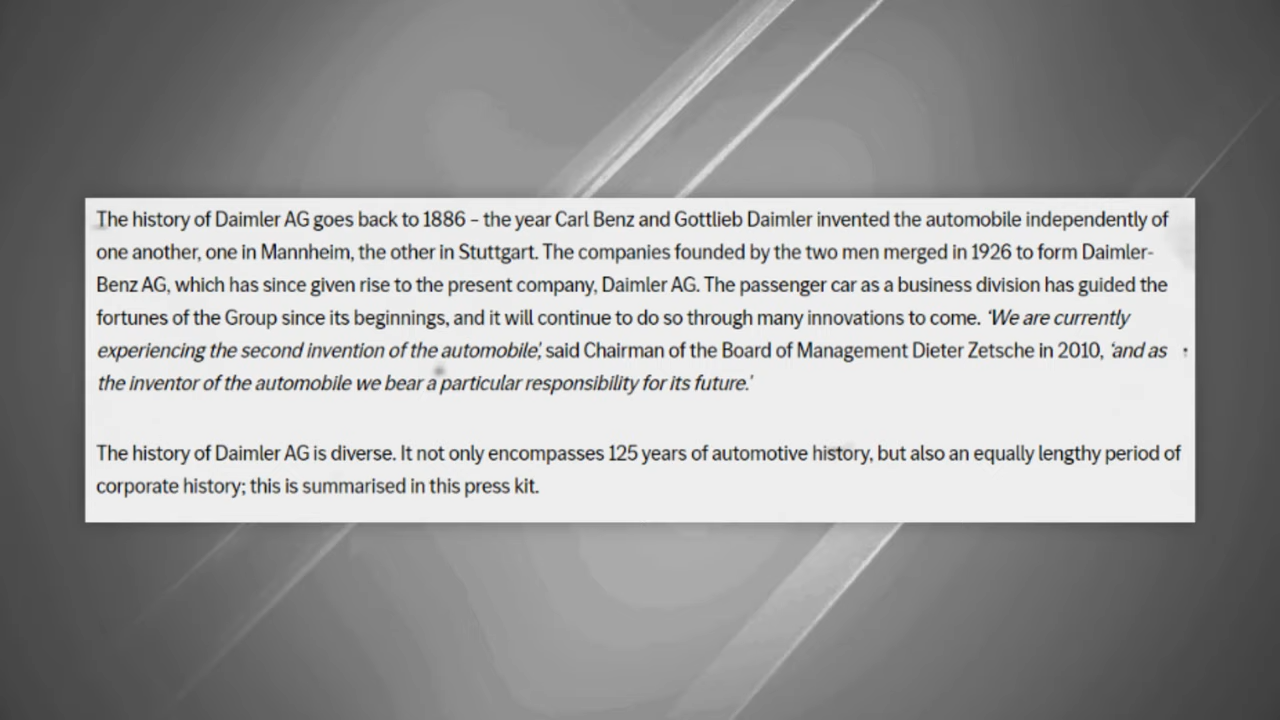 The history of Daimler AG goes back to 1886 – the year Carl Benz and Gottlieb Daimler invented the automobile independently of
one another, one in Mannheim, the other in Stuttgart. The companies founded by the two men merged in 1926 to form Daimler-
Benz AG, which has since given rise to the present company, Daimler AG. The passenger car as a business division has guided the
fortunes of the Group since its beginnings, and it will continue to do so through many innovations to come. ‘We are currently
experiencing the second invention of the automobile’, said Chairman of the Board of Management Dieter Zetsche in 2010, ‘and as
the inventor of the automobile we bear a particular responsibility for its future.’
The history of Daimler AG is diverse. It not only encompasses 125 years of automotive history, but also an equally lengthy period of
corporate history; this is summarised in this press kit.